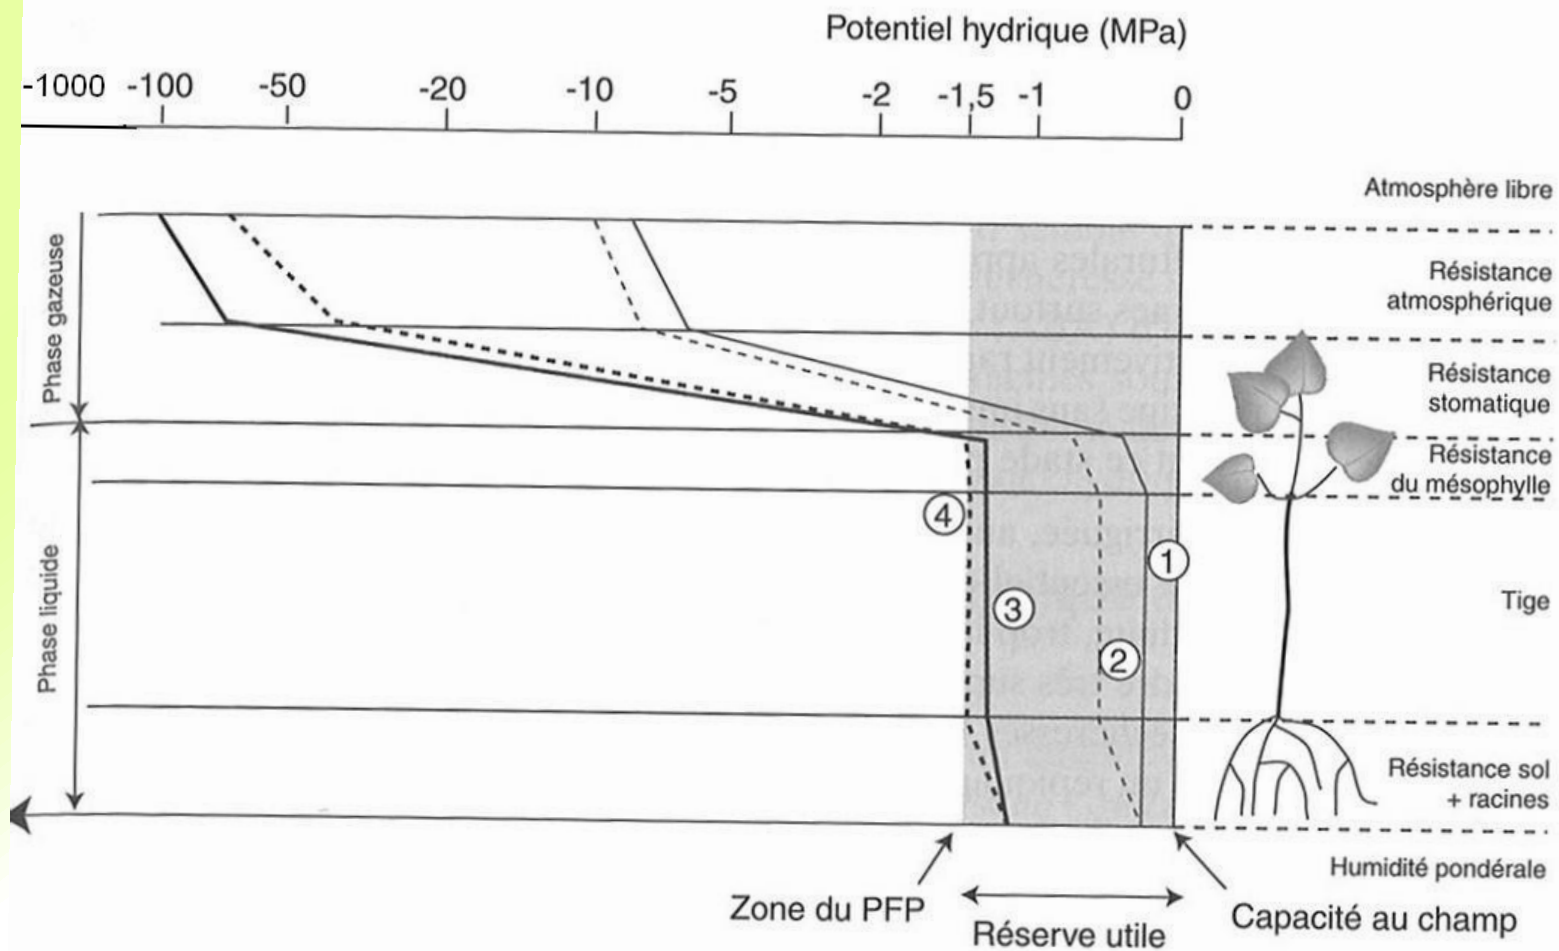 Potentiel hydrique (MPa)
-1000 -100 -50 -20 -10 -5 -2 -1,5 -1 0
Atmosphère libre
Phase gazeuse
Résistance
atmosphérique
Résistance
stomatique
Résistance
du mésophylle
Phase liquide
4
1
3
2
Tige
Résistance sol
+ racines
Humidité pondérale
Zone du PFP
Réserve utile
Capacité au champ